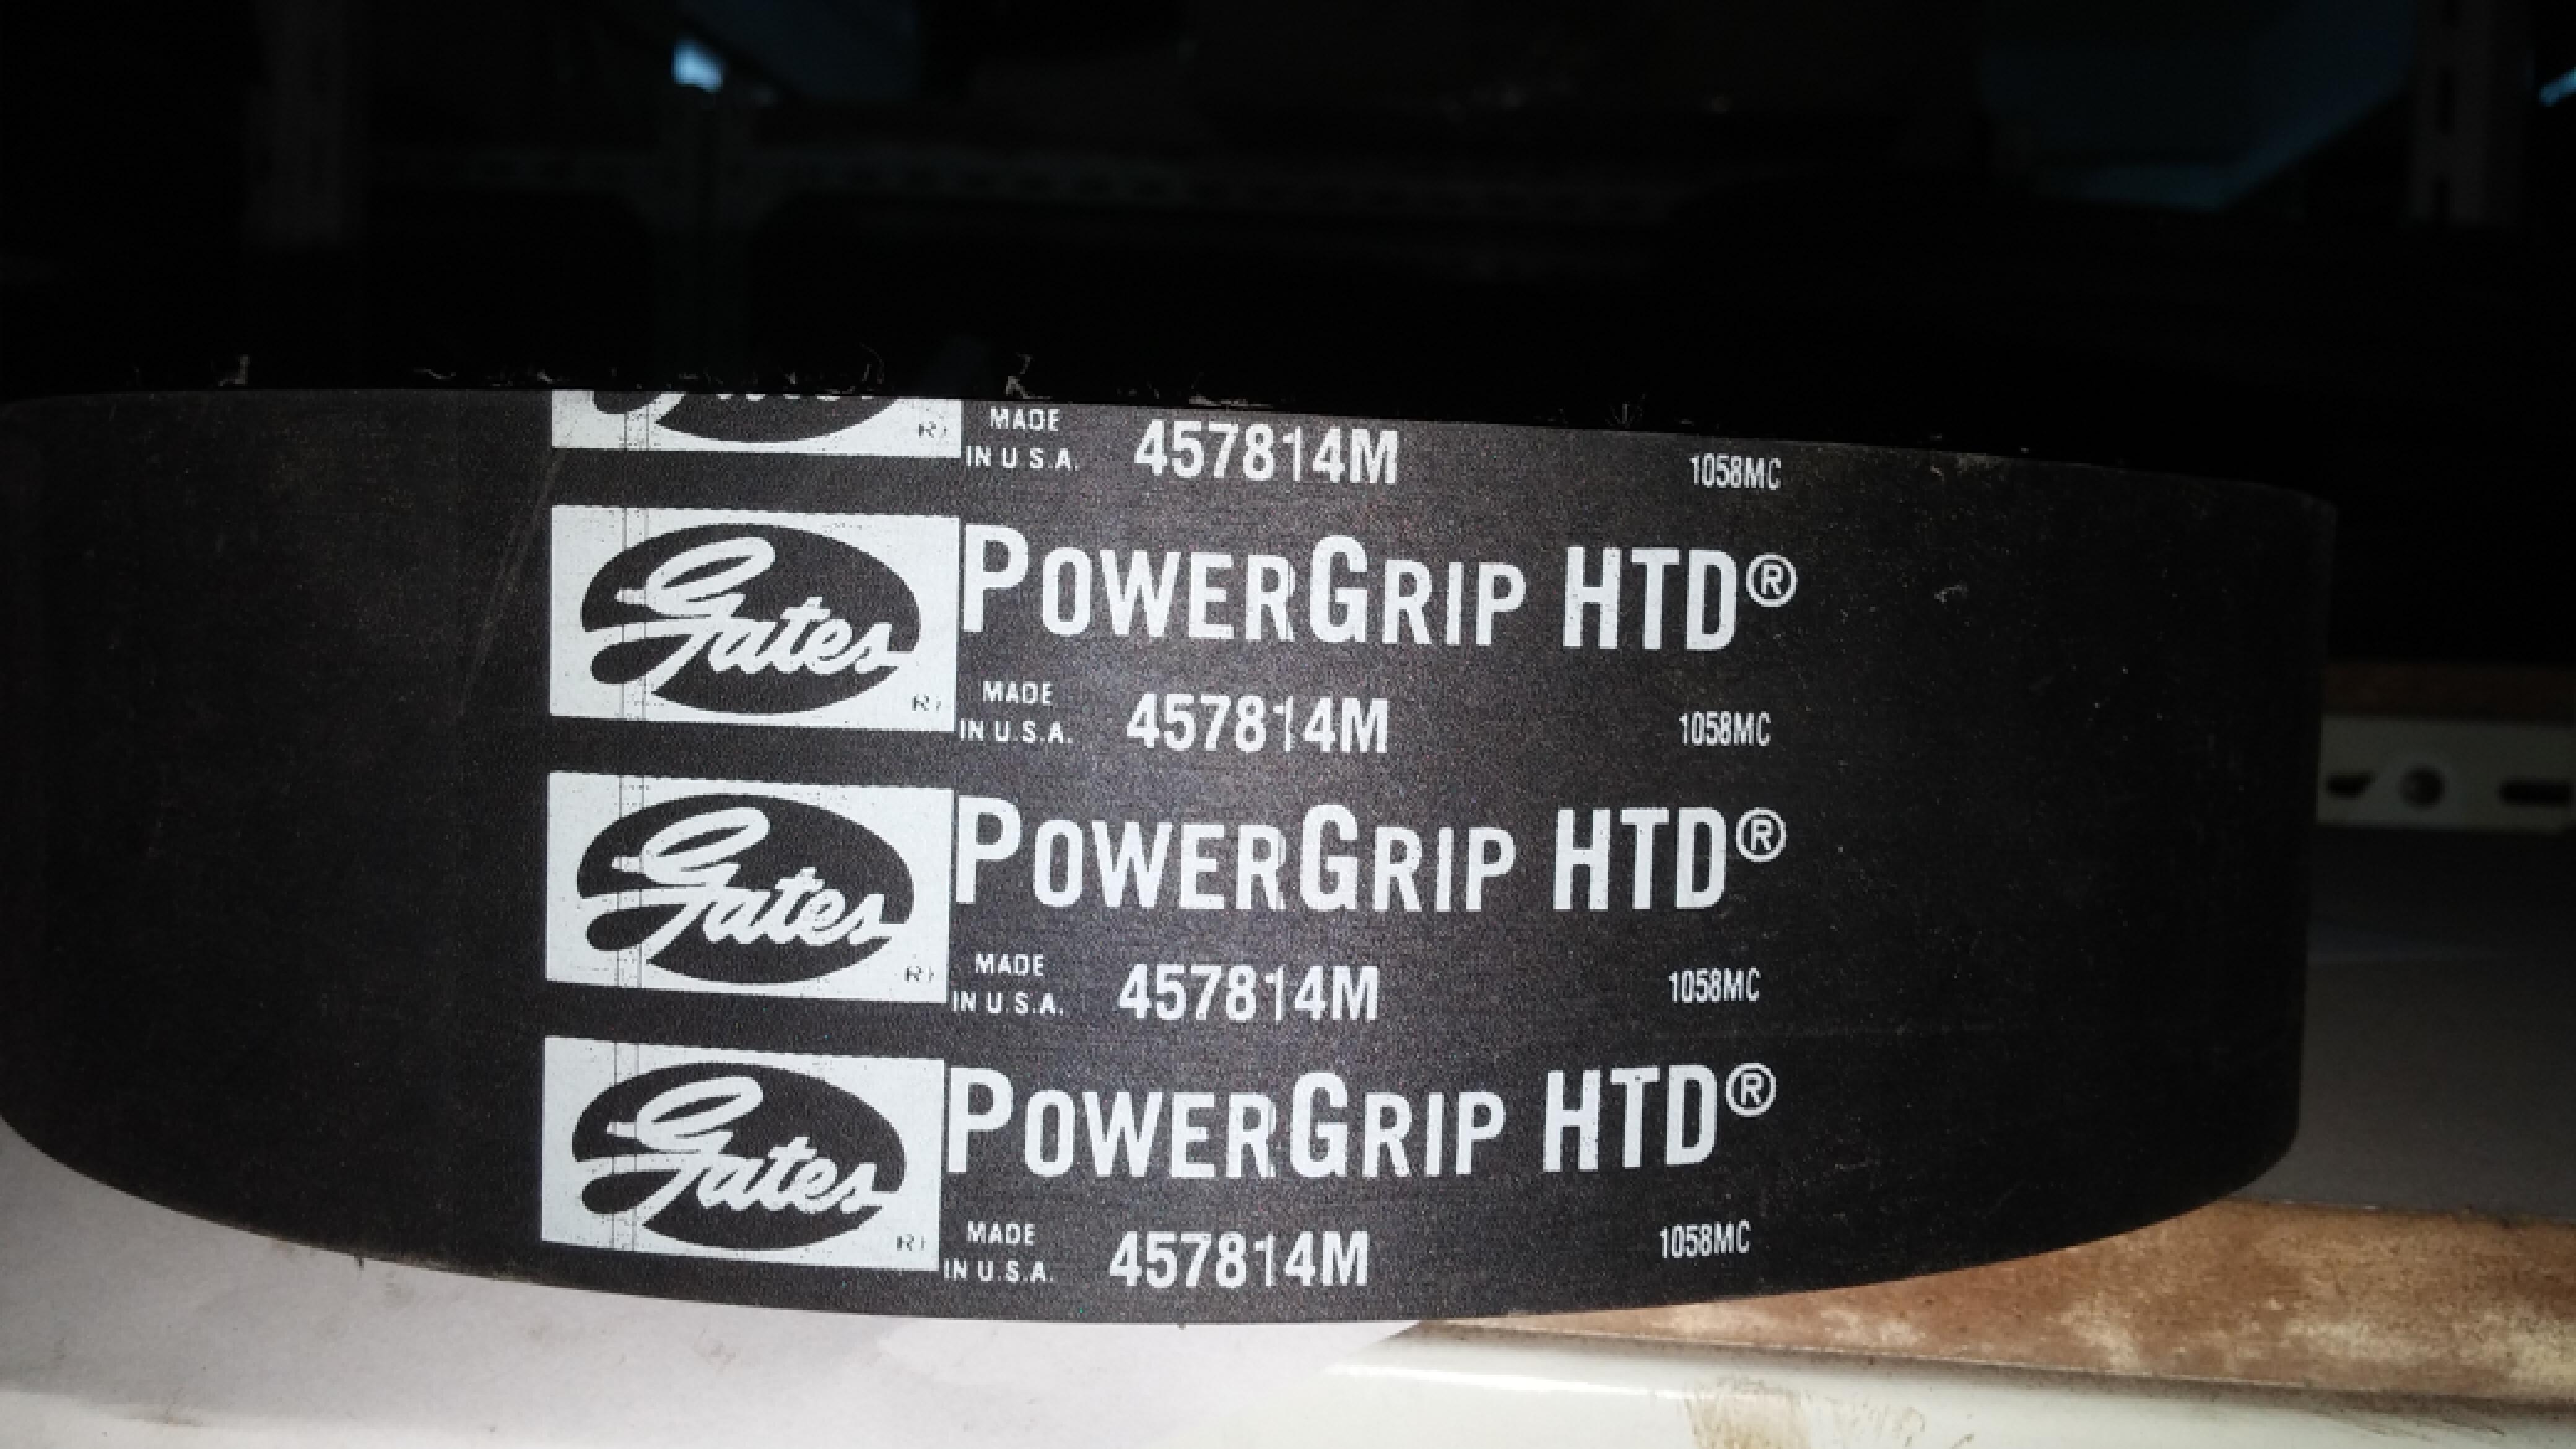 Gates R)
MADE
IN U S.A. 457814M 1058MC
Gates R) POWERGRIP HTD®
MADE
IN U.S.A. 457814M 1058MC
Gates R) POWERGRIP HTD®
MADE
IN U.S.A. 457814M 1058MC
Gates R) POWERGRIP HTD®
MADE
IN U.S.A. 457814M 1058MC